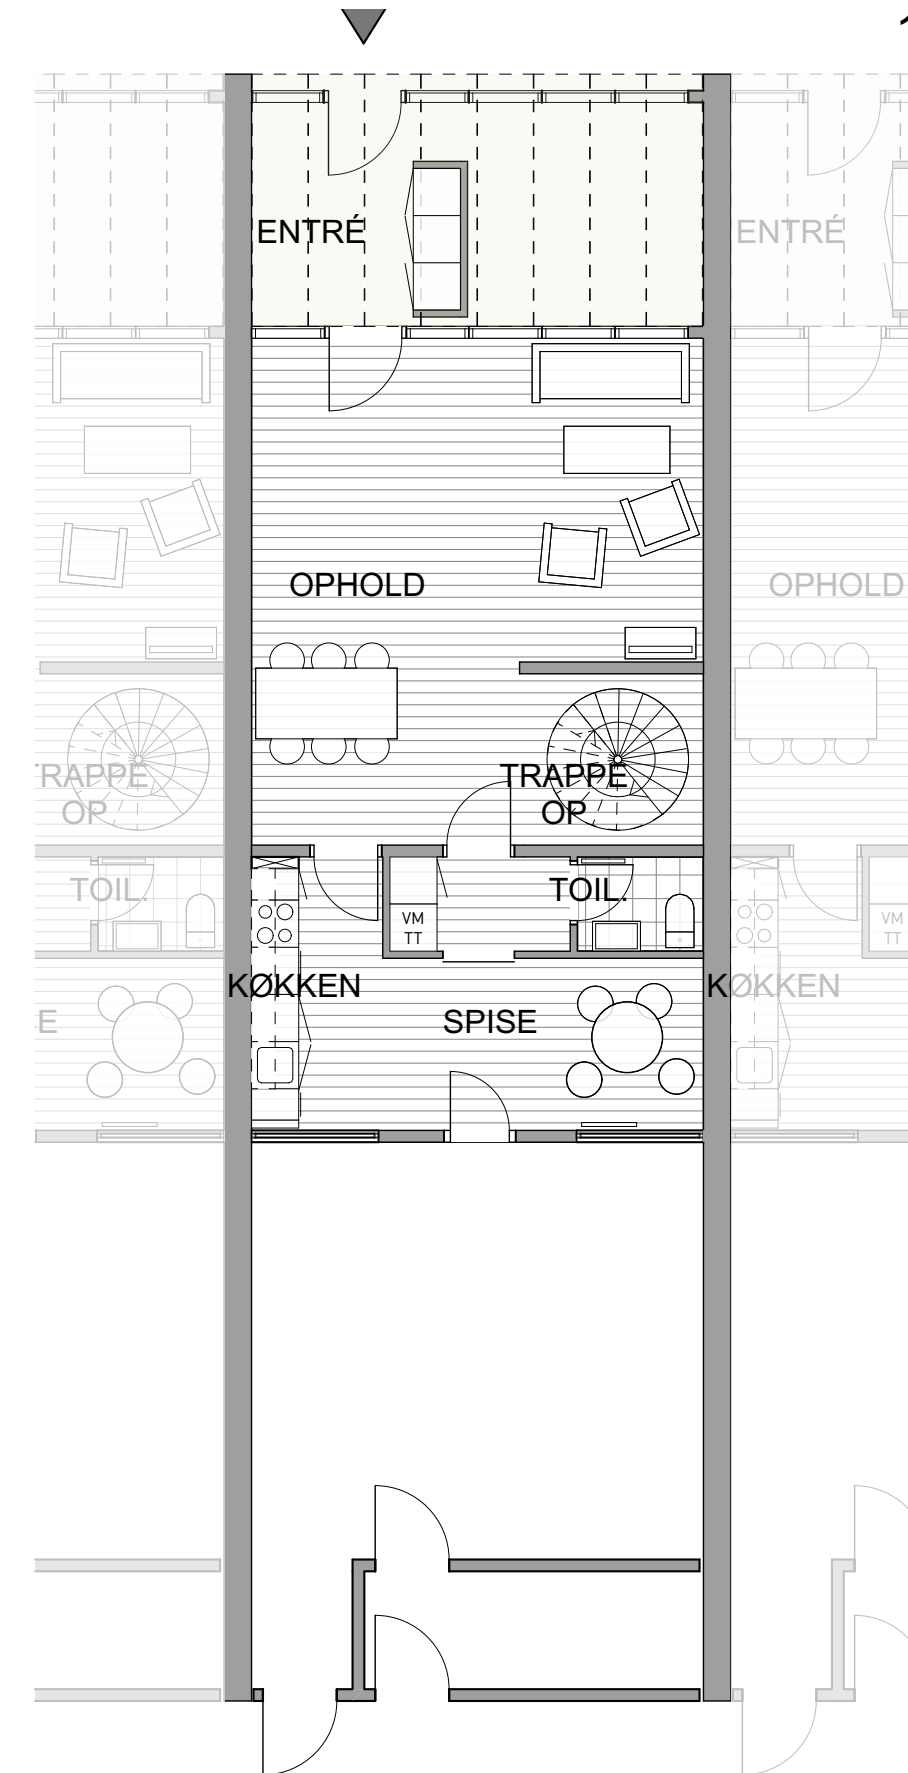 ENTRÉ
ENTRÉ
OPHOLD
OPHOLD
TRAPPE
OP
TRAPPE
OP
TOIL.
TOIL.
VM
TT
VM
TT
KØKKEN
KØKKEN
E
SPISE